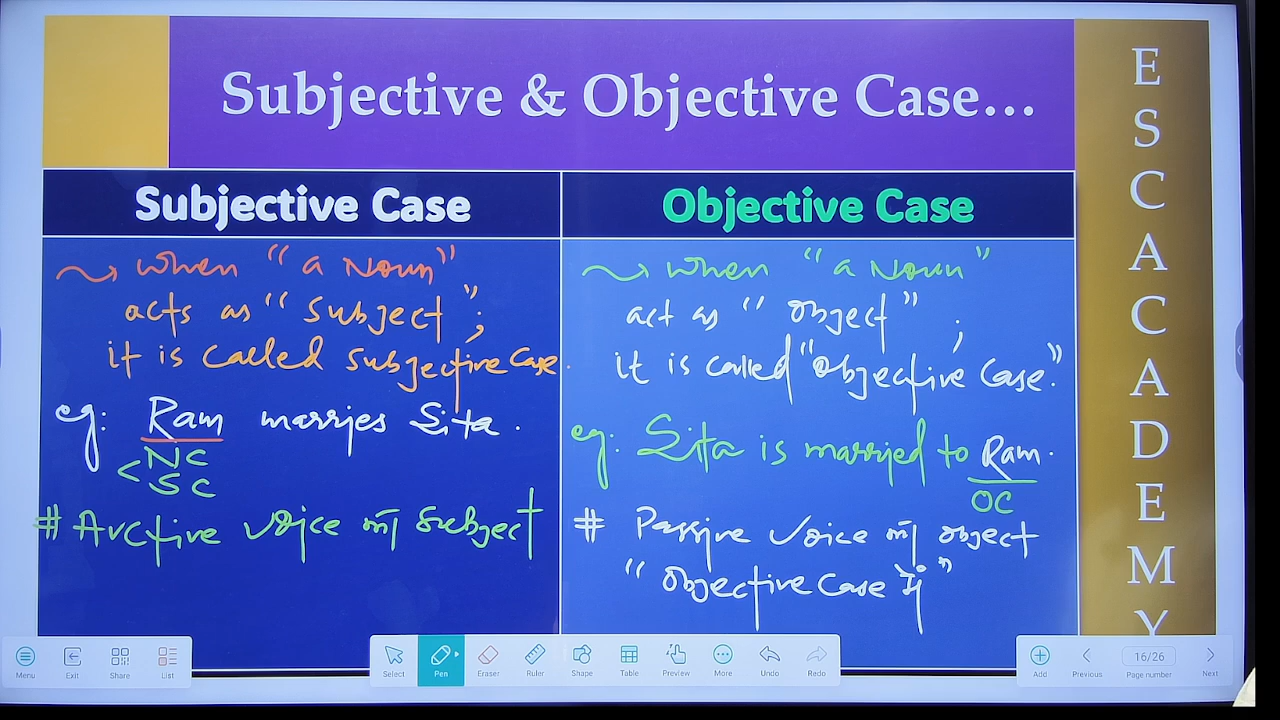 Subjective & Objective Case...
ESCACADEMY
Subjective Case
Objective Case
when "a Noun"
acts as "Subject";
it is called Subjective Case.
eg: Ram marries Sita.
< NC
SC
# Avctive voice Subject
when "a Noun"
act as "object";
it is called "Objective Case."
eg: Sita is married to Ram.
OC
# Passive Voice object
"Objective Case
Menu
Exit
Share
List
Select
Pen
Eraser
Ruler
Shape
Table
Preview
More
Undo
Redo
Add
Previous
16/26
Page number
Next